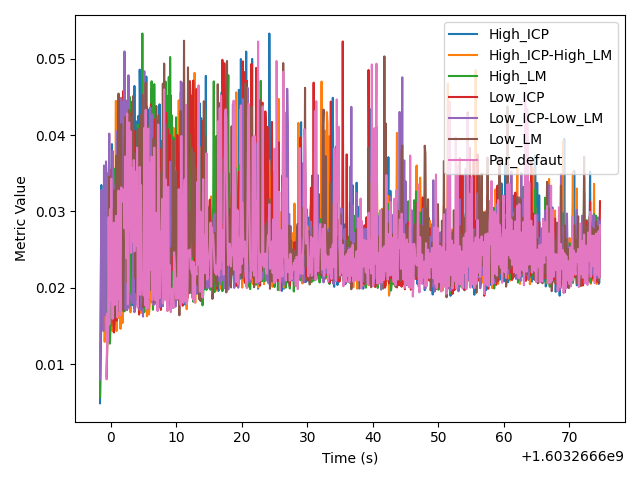 High_ICP
High_ICP-High_LM
High_LM
Low_ICP
Low_ICP-Low_LM
Low_LM
Par_defaut
0.05
0.04
0.03
0.02
0.01
Metric Value
0 10 20 30 40 50 60 70
Time (s)
+1.6032666e9